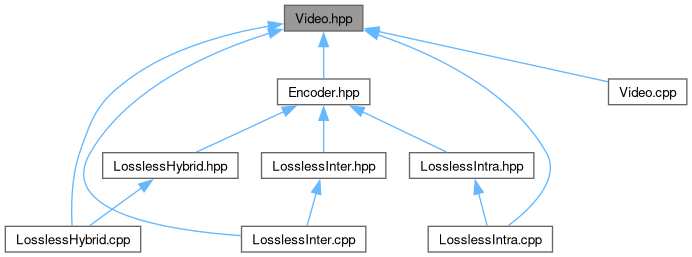 Video.hpp
Encoder.hpp
Video.cpp
LosslessHybrid.hpp
LosslessInter.hpp
LosslessIntra.hpp
LosslessHybrid.cpp
LosslessInter.cpp
LosslessIntra.cpp